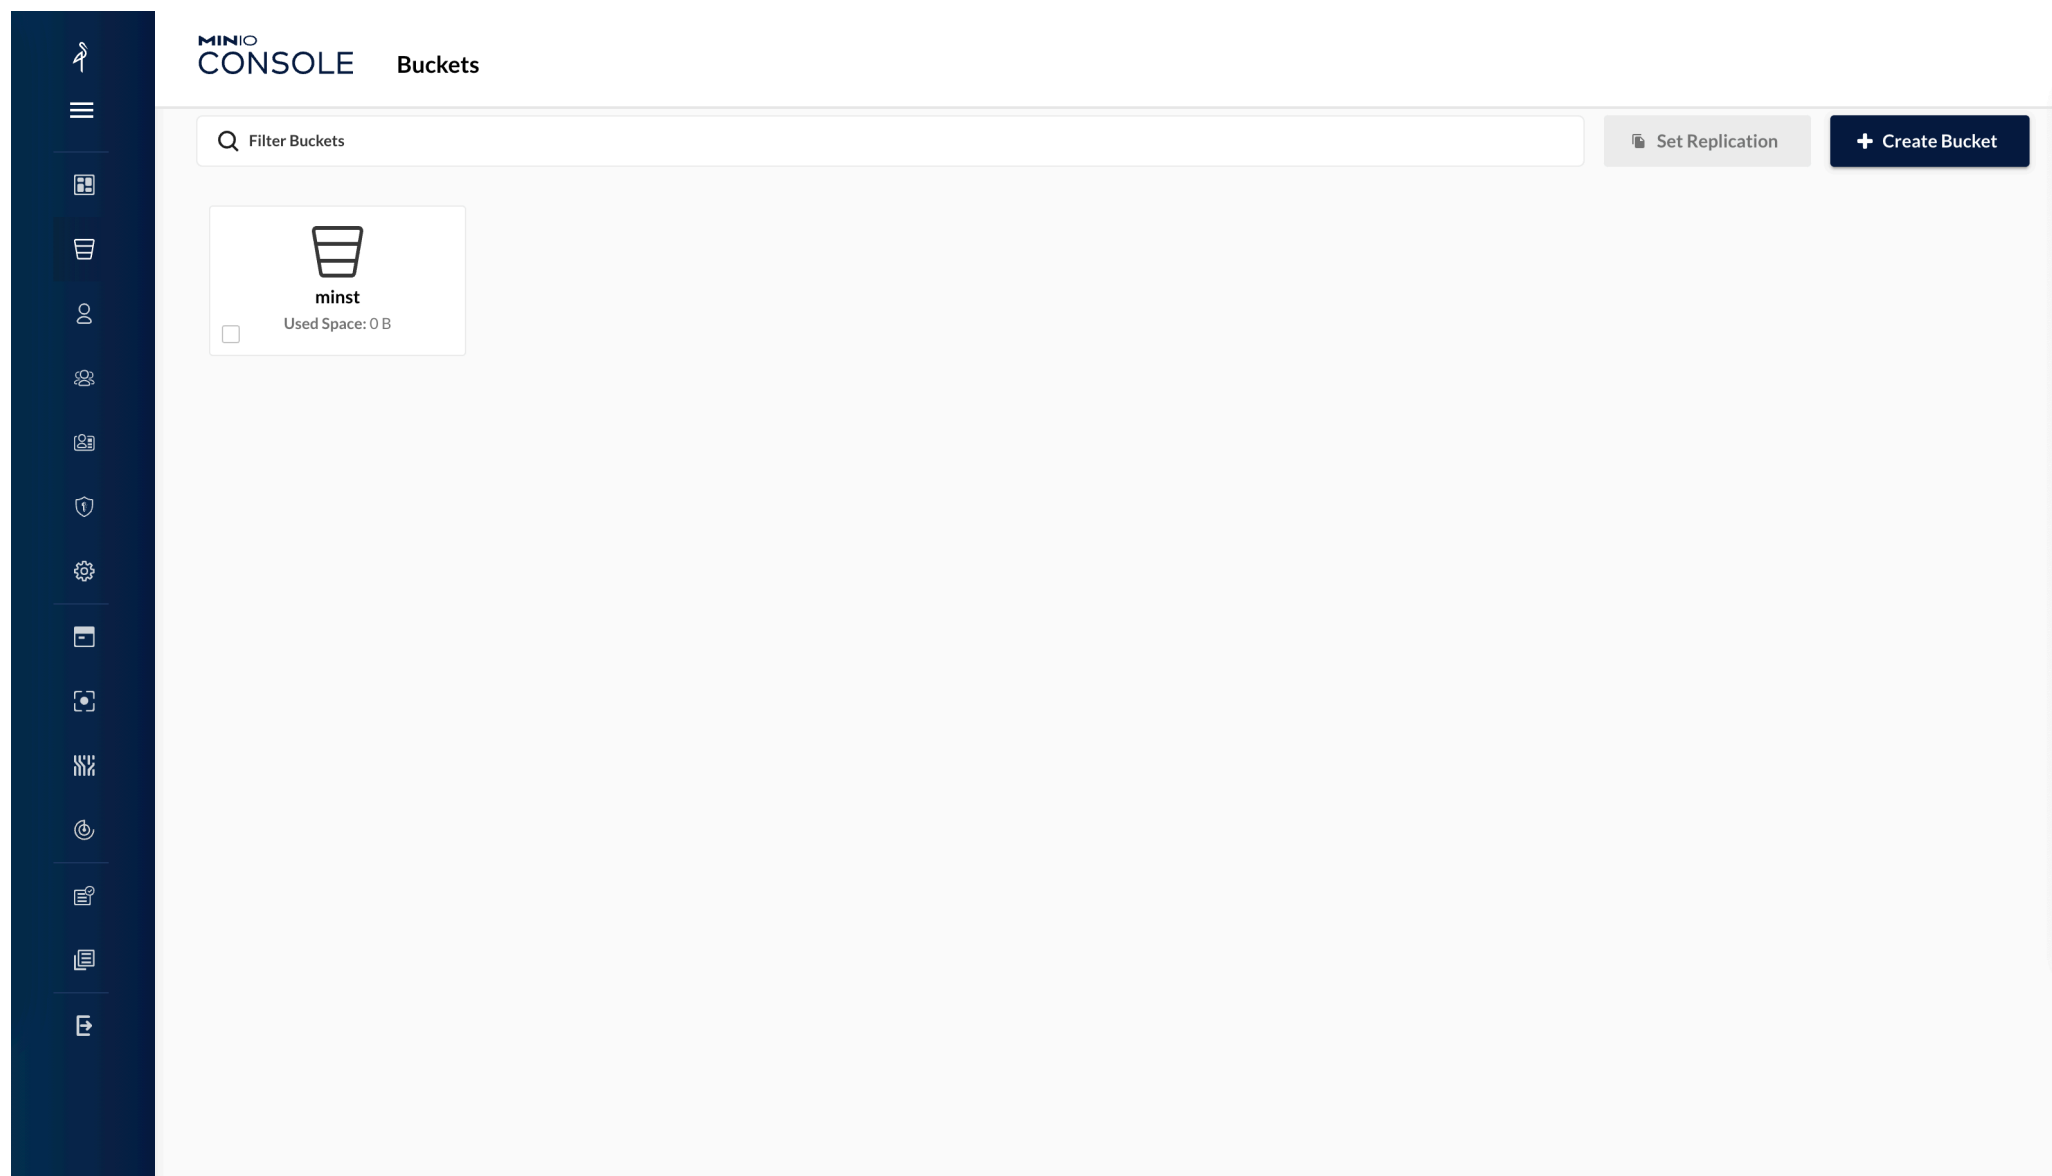 MINIO
CONSOLE
Buckets
Filter Buckets
Set Replication
Create Bucket
minst
Used Space: 0 B